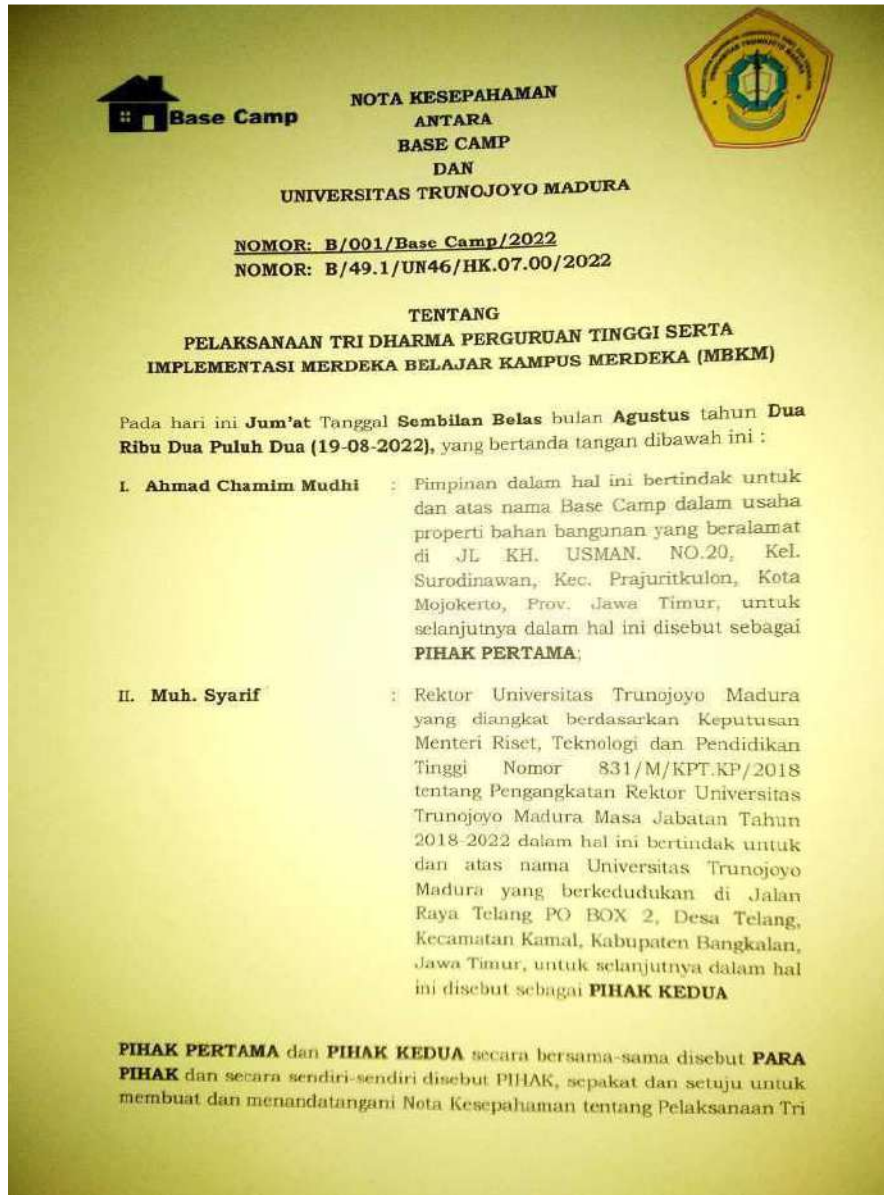 Base Camp
NOTA KESEPAHAMAN
ANTARA
BASE CAMP
DAN
UNIVERSITAS TRUNOJOYO MADURA
NOMOR: B/001/Base Camp/2022
NOMOR: B/49.1/UN46/HK.07.00/2022
TENTANG
PELAKSANAAN TRI DHARMA PERGURUAN TINGGI SERTA
IMPLEMENTASI MERDEKA BELAJAR KAMPUS MERDEKA (MBKM)
Pada hari ini Jum'at Tanggal Sembilan Belas bulan Agustus tahun Dua
Ribu Dua Puluh Dua (19-08-2022), yang bertanda tangan dibawah ini :
I. Ahmad Chamim Mudhi : Pimpinan dalam hal ini bertindak untuk
dan atas nama Base Camp dalam usaha
properti bahan bangunan yang beralamat
di JL KH. USMAN. NO.20, Kel.
Surodinawan, Kec. Prajuritkulon, Kota
Mojokerto, Prov. Jawa Timur, untuk
selanjutnya dalam hal ini disebut sebagai
PIHAK PERTAMA;
II. Muh. Syarif : Rektor Universitas Trunojoyo Madura
yang diangkat berdasarkan Keputusan
Menteri Riset, Teknologi dan Pendidikan
Tinggi Nomor 831/M/KPT.KP/2018
tentang Pengangkatan Rektor Universitas
Trunojoyo Madura Masa Jabatan Tahun
2018-2022 dalam hal ini bertindak untuk
dan atas nama Universitas Trunojoyo
Madura yang berkedudukan di Jalan
Raya Telang PO BOX 2, Desa Telang,
Kecamatan Kamal, Kabupaten Bangkalan,
Jawa Timur, untuk selanjutnya dalam hal
ini disebut sebagai PIHAK KEDUA
PIHAK PERTAMA dan PIHAK KEDUA secara bersama-sama disebut PARA
PIHAK dan secara sendiri-sendiri disebut PIHAK, sepakat dan setuju untuk
membuat dan menandatangani Nota Kesepahaman tentang Pelaksanaan Tri